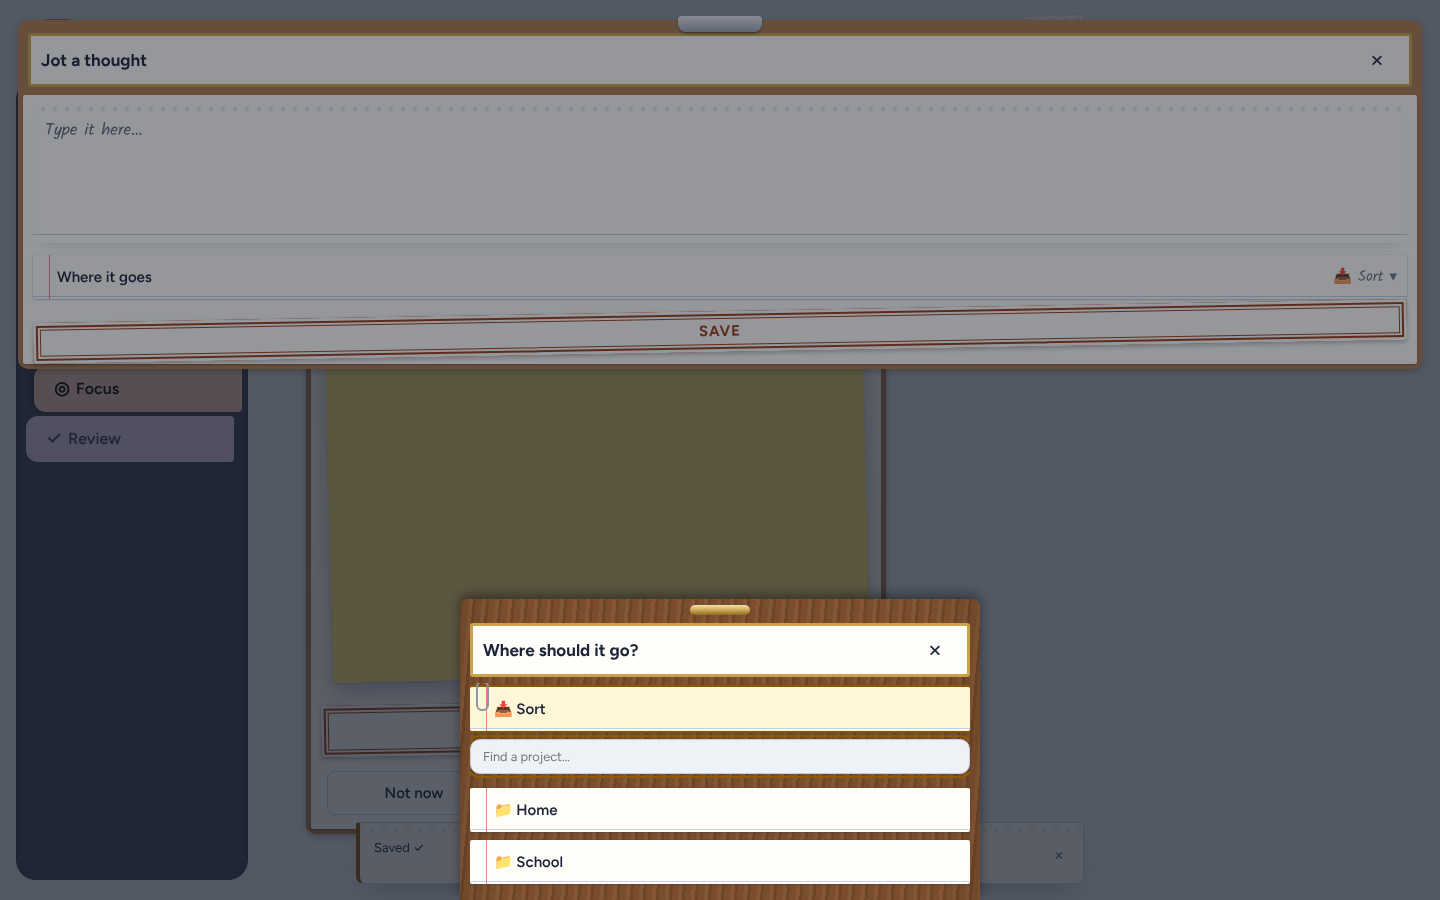 Jot a thought ✕
Type it here...
Where it goes 📥 Sort ▼
SAVE
Focus
✓ Review
Where should it go? ✕
📥 Sort
Find a project...
📁 Home
Not now
📁 School
Saved ✓ ✕